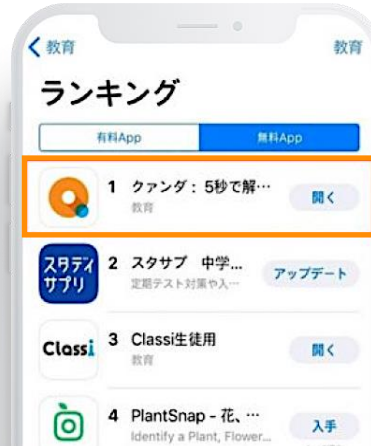 教育
教育
ランキング
有料App
無料App
1 クァンダ： 5秒で解…
教育
開く
スタディ
サプリ
2 スタサプ 中学...
定期テスト対策や入…
アップデート
Classi
3 Classi生徒用
教育
開く
4 PlantSnap - 花、…
Identify a Plant, Flower...
入手